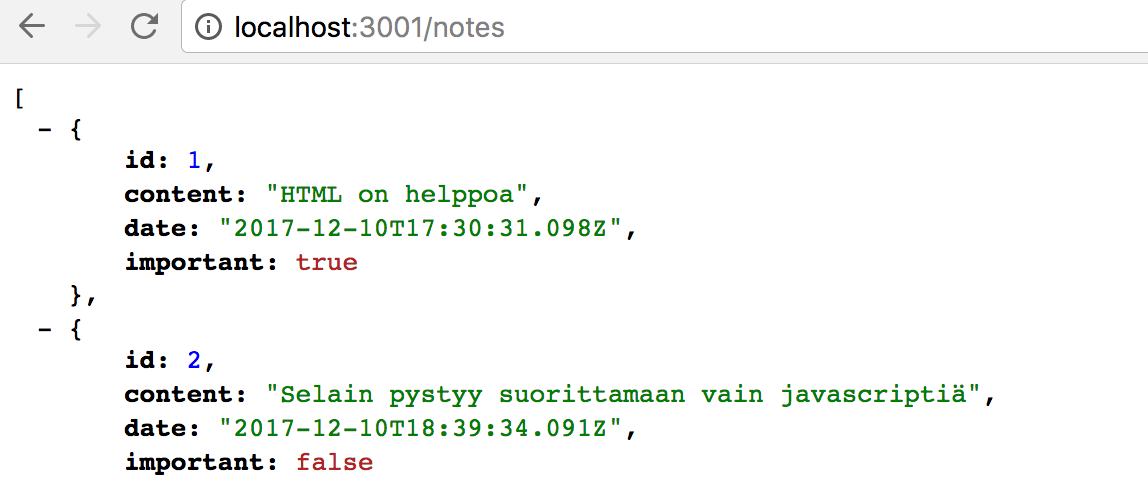 localhost:3001/notes
[
- {
id: 1,
content: "HTML on helppoa",
date: "2017-12-10T17:30:31.098Z",
important: true
},
- {
id: 2,
content: "Selain pystyy suorittamaan vain javascriptiä",
date: "2017-12-10T18:39:34.091Z",
important: false